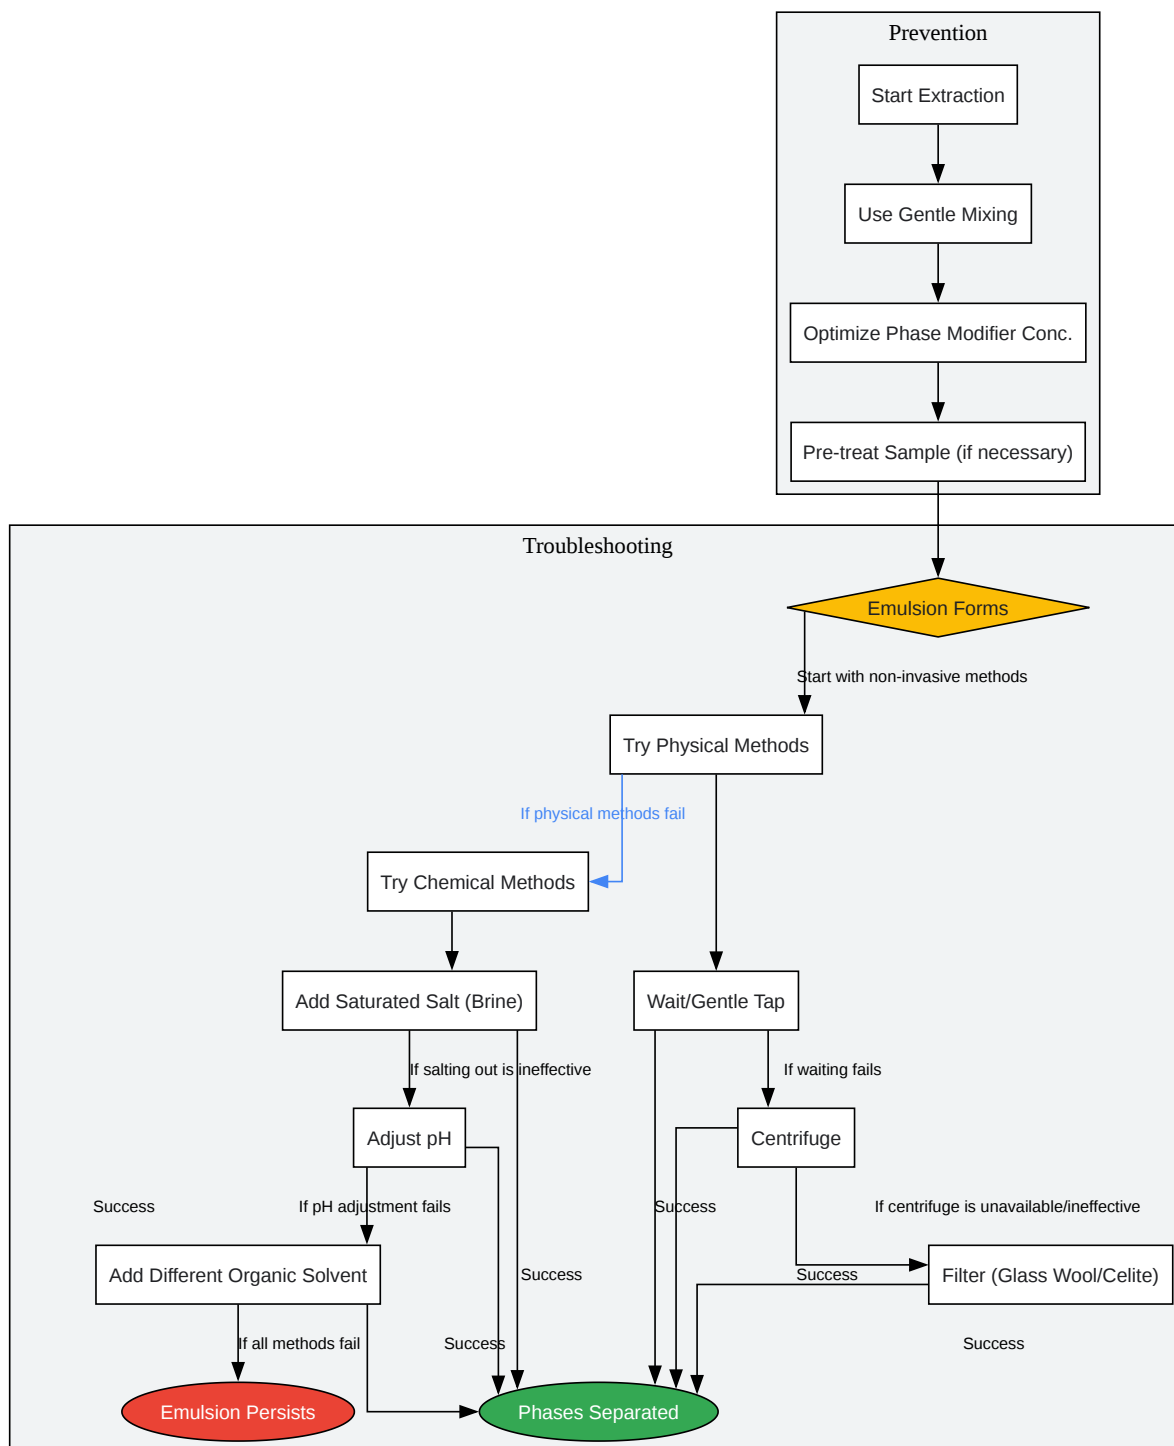 Prevention
Start Extraction
Use Gentle Mixing
Optimize Phase Modifier Conc.
Pre-treat Sample (if necessary)
Troubleshooting
Emulsion Forms
Start with non-invasive methods
Try Physical Methods
If physical methods fail
Try Chemical Methods
Add Saturated Salt (Brine)
Wait/Gentle Tap
If salting out is ineffective
If waiting fails
Adjust pH
Centrifuge
Success
If pH adjustment fails
Success
If centrifuge is unavailable/ineffective
Add Different Organic Solvent
Success
Success
Filter (Glass Wool/Celite)
If all methods fail
Success
Success
Emulsion Persists
Phases Separated